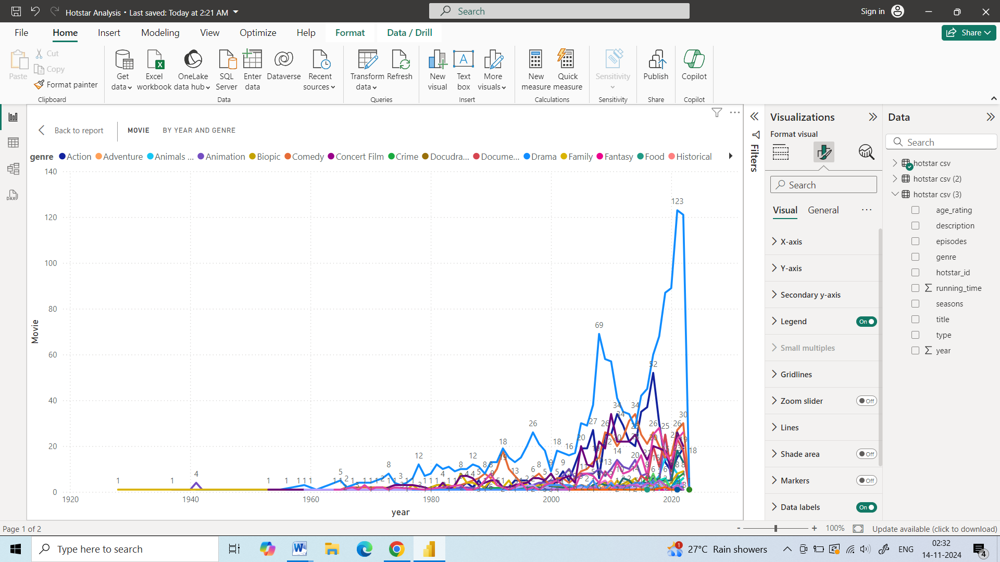 Hotstar Analysis • Last saved: Today at 2:21 AM
Search
Sign in
File Home Insert Modeling View Optimize Help Format Data / Drill
Share
Paste
Cut
Copy
Format painter
Clipboard
Get data
Excel workbook
OneLake data hub
SQL Server
Enter data
Dataverse
Recent sources
Data
Transform data
Refresh
Queries
New visual
Text box
More visuals
Insert
New measure
Quick measure
Calculations
Sensitivity
Sensitivity
Publish
Share
Copilot
Copilot
Back to report
MOVIE BY YEAR AND GENRE
genre Action Adventure Animals ... Animation Biopic Comedy Concert Film Crime Docudra... Docume... Drama Family Fantasy Food Historical
140
120
100
80
60
40
20
0
Movie
1920 1940 1960 1980 2000 2020
year
123
69
52
34 34
34
30
27
26
26
26
26
25
20
18
18
18
16
14
13
12
12
8
5
4
1 1 1 1 1 1 1
Filters
Visualizations
Format visual
Search
Visual General
X-axis
Y-axis
Secondary y-axis
Legend On
Small multiples
Gridlines
Zoom slider Off
Lines
Shade area Off
Markers Off
Data labels On
Data
Search
hotstar csv
hotstar csv (2)
hotstar csv (3)
age_rating
description
episodes
genre
hotstar_id
running_time
seasons
title
type
year
Page 1 of 2
- + 100%
Update available (click to download)
Type here to search
1
27°C Rain showers
ENG
02:32
14-11-2024
4